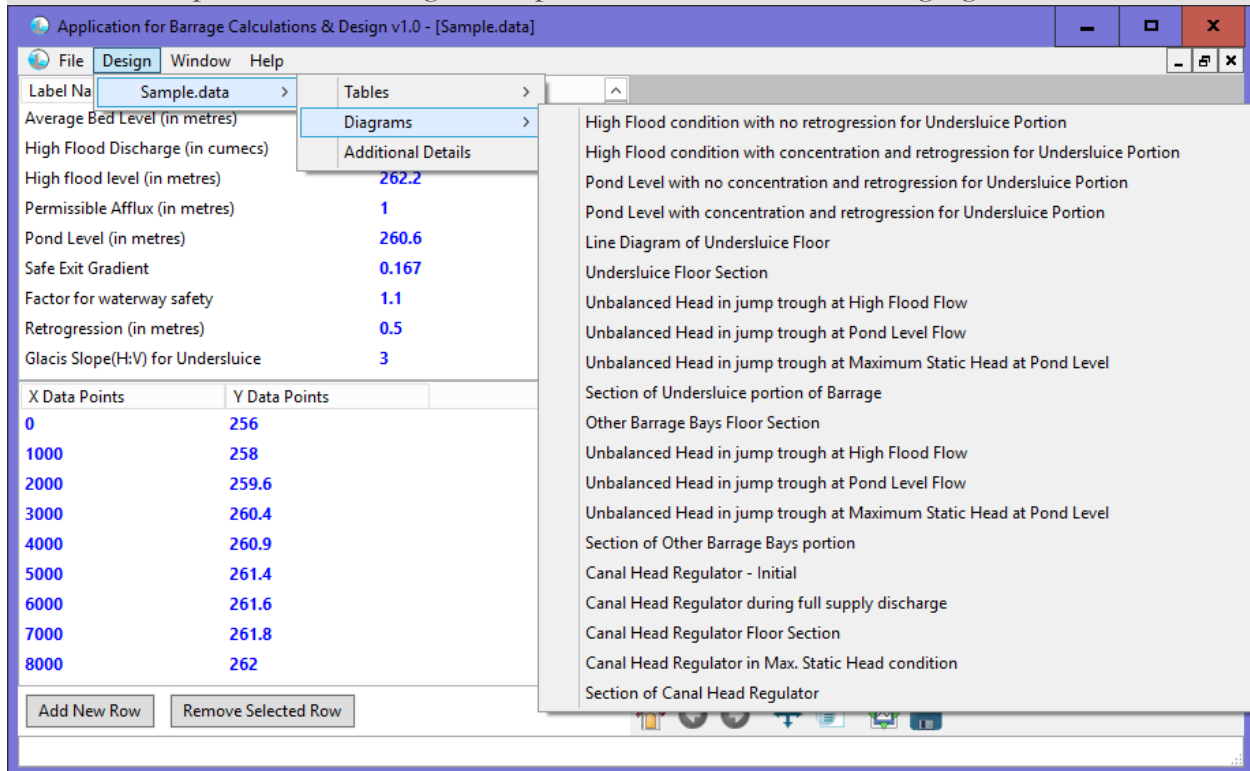 Application for Barrage Calculations & Design v1.0 - [Sample.data]
File Design Window Help
Label Na
Sample.data >
Tables >
Diagrams >
Additional Details
Average Bed Level (in metres)
High Flood Discharge (in cumecs)
High flood level (in metres) 262.2
Permissible Afflux (in metres) 1
Pond Level (in metres) 260.6
Safe Exit Gradient 0.167
Factor for waterway safety 1.1
Retrogression (in metres) 0.5
Glacis Slope(H:V) for Undersluice 3
High Flood condition with no retrogression for Undersluice Portion
High Flood condition with concentration and retrogression for Undersluice Portion
Pond Level with no concentration and retrogression for Undersluice Portion
Pond Level with concentration and retrogression for Undersluice Portion
Line Diagram of Undersluice Floor
Undersluice Floor Section
Unbalanced Head in jump trough at High Flood Flow
Unbalanced Head in jump trough at Pond Level Flow
Unbalanced Head in jump trough at Maximum Static Head at Pond Level
Section of Undersluice portion of Barrage
Other Barrage Bays Floor Section
Unbalanced Head in jump trough at High Flood Flow
Unbalanced Head in jump trough at Pond Level Flow
Unbalanced Head in jump trough at Maximum Static Head at Pond Level
Section of Other Barrage Bays portion
Canal Head Regulator - Initial
Canal Head Regulator during full supply discharge
Canal Head Regulator Floor Section
Canal Head Regulator in Max. Static Head condition
Section of Canal Head Regulator
X Data Points Y Data Points
0 256
1000 258
2000 259.6
3000 260.4
4000 260.9
5000 261.4
6000 261.6
7000 261.8
8000 262
Add New Row Remove Selected Row